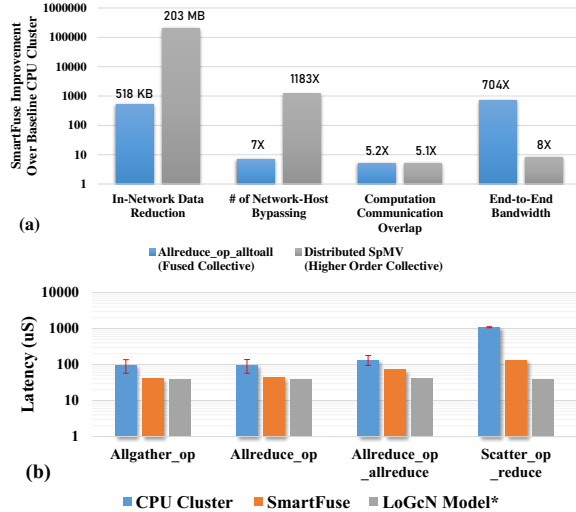 SmartFuse Improvement
Over Baseline CPU Cluster
1000000
100000
10000
1000
100
10
1
518 KB
203 MB
7X
1183X
5.2X
5.1X
704X
8X
In-Network Data
Reduction
# of Network-Host
Bypassing
Computation
Communication
Overlap
End-to-End
Bandwidth
(a)
Allreduce_op_alltoall
(Fused Collective)
Distributed SpMV
(Higher Order Collective)
Latency (uS)
10000
1000
100
10
1
Allgather_op
Allreduce_op
Allreduce_op
_allreduce
Scatter_op
_reduce
(b)
CPU Cluster
SmartFuse
LoGcN Model*